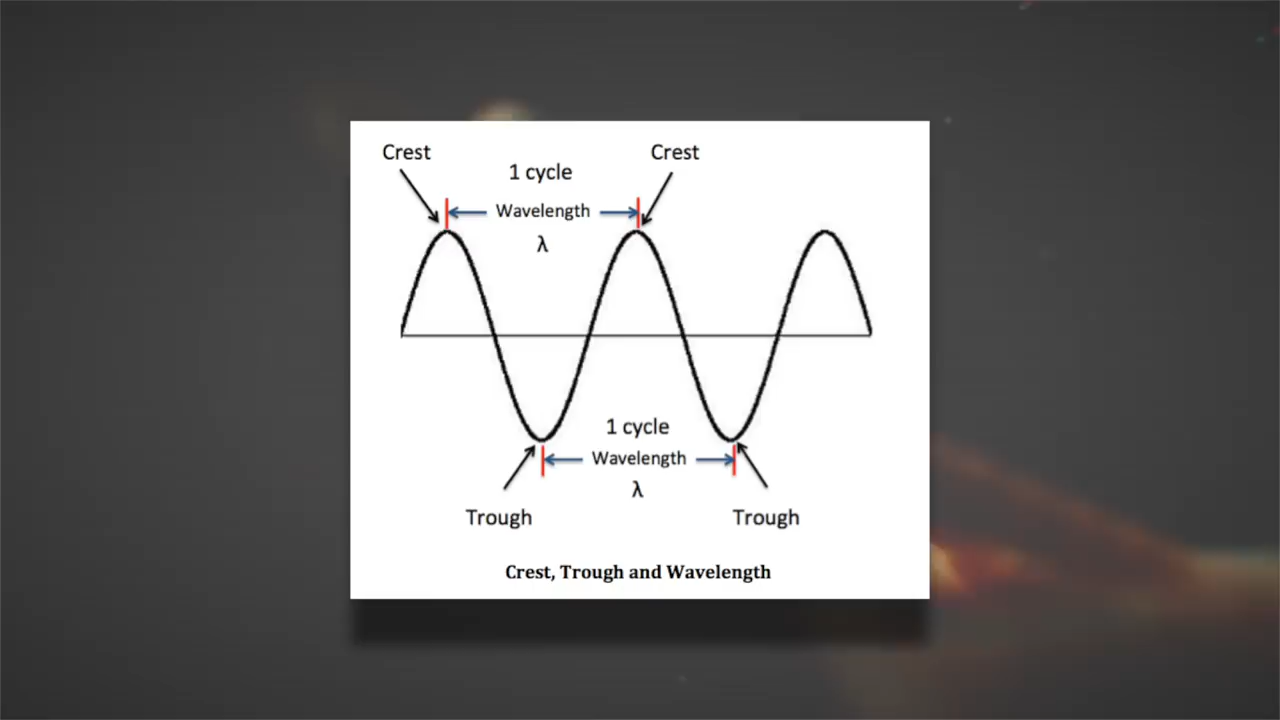 Crest
Crest
1 cycle
Wavelength
λ
1 cycle
Wavelength
λ
Trough
Trough
Crest, Trough and Wavelength